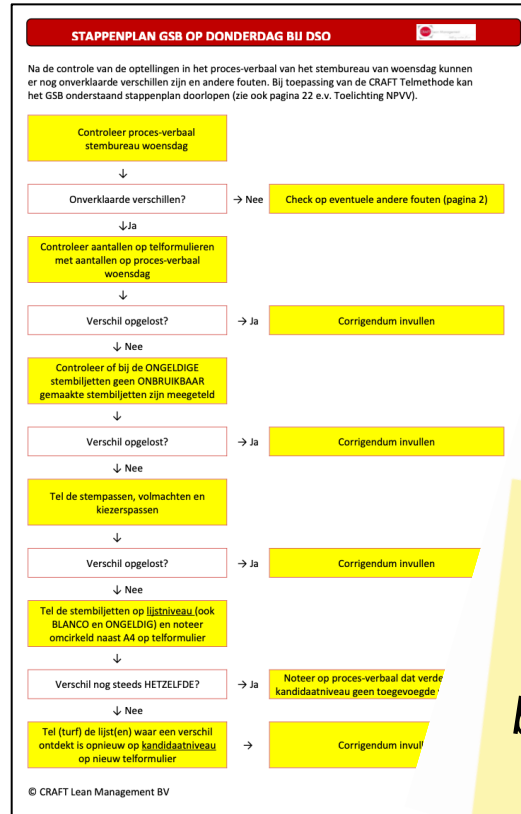 STAPPENPLAN GSB OP DONDERDAG BIJ DSO
Na de controle van de optellingen in het proces-verbaal van het stembureau van woensdag kunnen
er nog onverklaarde verschillen zijn en andere fouten. Bij toepassing van de CRAFT Telmethode kan
het GSB onderstaand stappenplan doorlopen (zie ook pagina 22 e.v. Toelichting NPVV).
Controleer proces-verbaal
stembureau woensdag
↓
Onverklaarde verschillen?
→ Nee
Check op eventuele andere fouten (pagina 2)
↓Ja
Controleer aantallen op telformulieren
met aantallen op proces-verbaal
woensdag
↓
Verschil opgelost?
→ Ja
Corrigendum invullen
↓ Nee
Controleer of bij de ONGELDIGE
stembiljetten geen ONBRUIKBAAR
gemaakte stembiljetten zijn meegeteld
↓
Verschil opgelost?
→ Ja
Corrigendum invullen
↓ Nee
Tel de stempassen, volmachten en
kiezerspassen
↓
Verschil opgelost?
→ Ja
Corrigendum invullen
↓ Nee
Tel de stembiljetten op lijstniveau (ook
BLANCO en ONGELDIG) en noteer
omcirkeld naast A4 op telformulier
↓
Verschil nog steeds HETZELFDE?
→ Ja
Noteer op proces-verbaal dat verde
kandidaatniveau geen toegevoegde
↓ Nee
Tel (turf) de lijst(en) waar een verschil
ontdekt is opnieuw op kandidaatniveau
op nieuw telformulier
→
Corrigendum invul
© CRAFT Lean Management BV